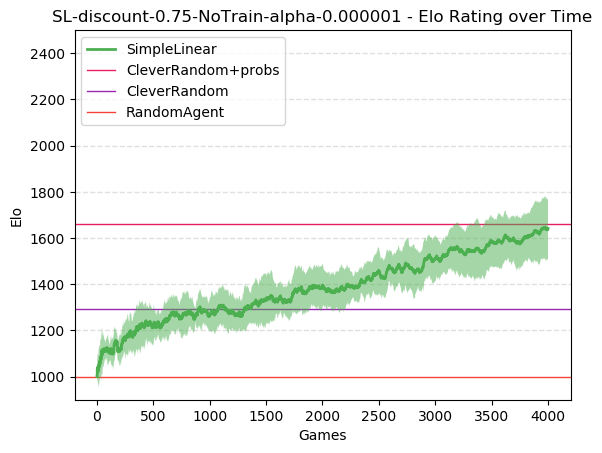 SL-discount-0.75-NoTrain-alpha-0.000001 - Elo Rating over Time
SimpleLinear
CleverRandom+probs
CleverRandom
RandomAgent
Elo
2400
2200
2000
1800
1600
1400
1200
1000
0 500 1000 1500 2000 2500 3000 3500 4000
Games